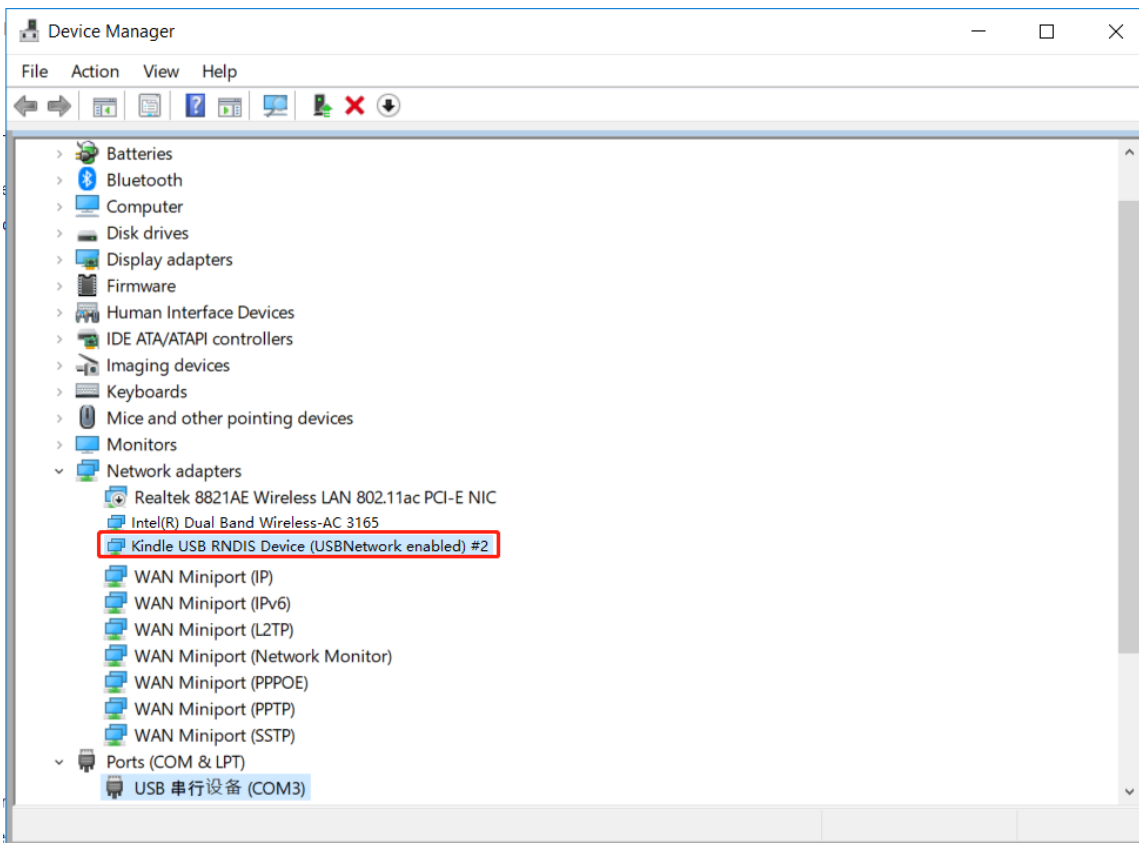 Device Manager
File Action View Help
Batteries
Bluetooth
Computer
Disk drives
Display adapters
Firmware
Human Interface Devices
IDE ATA/ATAPI controllers
Imaging devices
Keyboards
Mice and other pointing devices
Monitors
Network adapters
Realtek 8821AE Wireless LAN 802.11ac PCI-E NIC
Intel(R) Dual Band Wireless-AC 3165
Kindle USB RNDIS Device (USBNetwork enabled) #2
WAN Miniport (IP)
WAN Miniport (IPv6)
WAN Miniport (L2TP)
WAN Miniport (Network Monitor)
WAN Miniport (PPPOE)
WAN Miniport (PPTP)
WAN Miniport (SSTP)
Ports (COM & LPT)
USB 串行设备 (COM3)